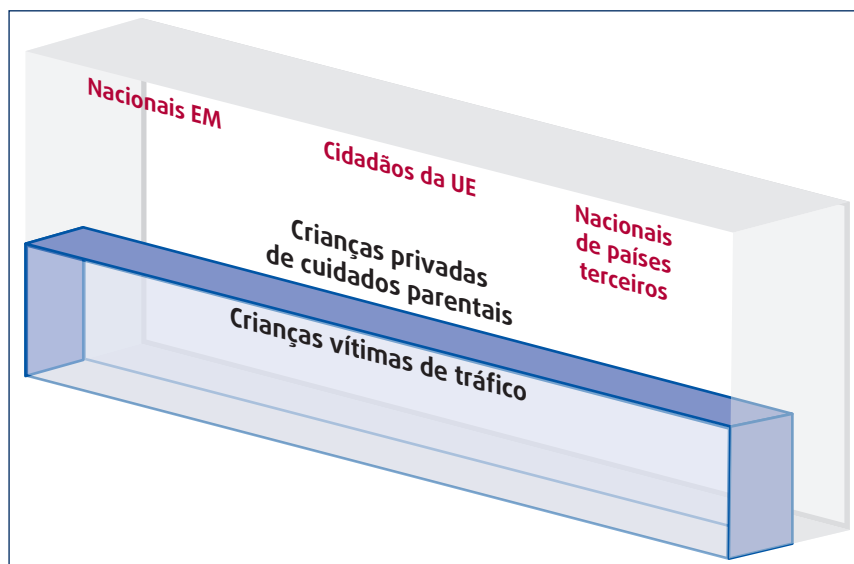 Nacionais EM
Cidadãos da UE
Nacionais
de países
terceiros
Crianças privadas
de cuidados parentais
Crianças vítimas de tráfico